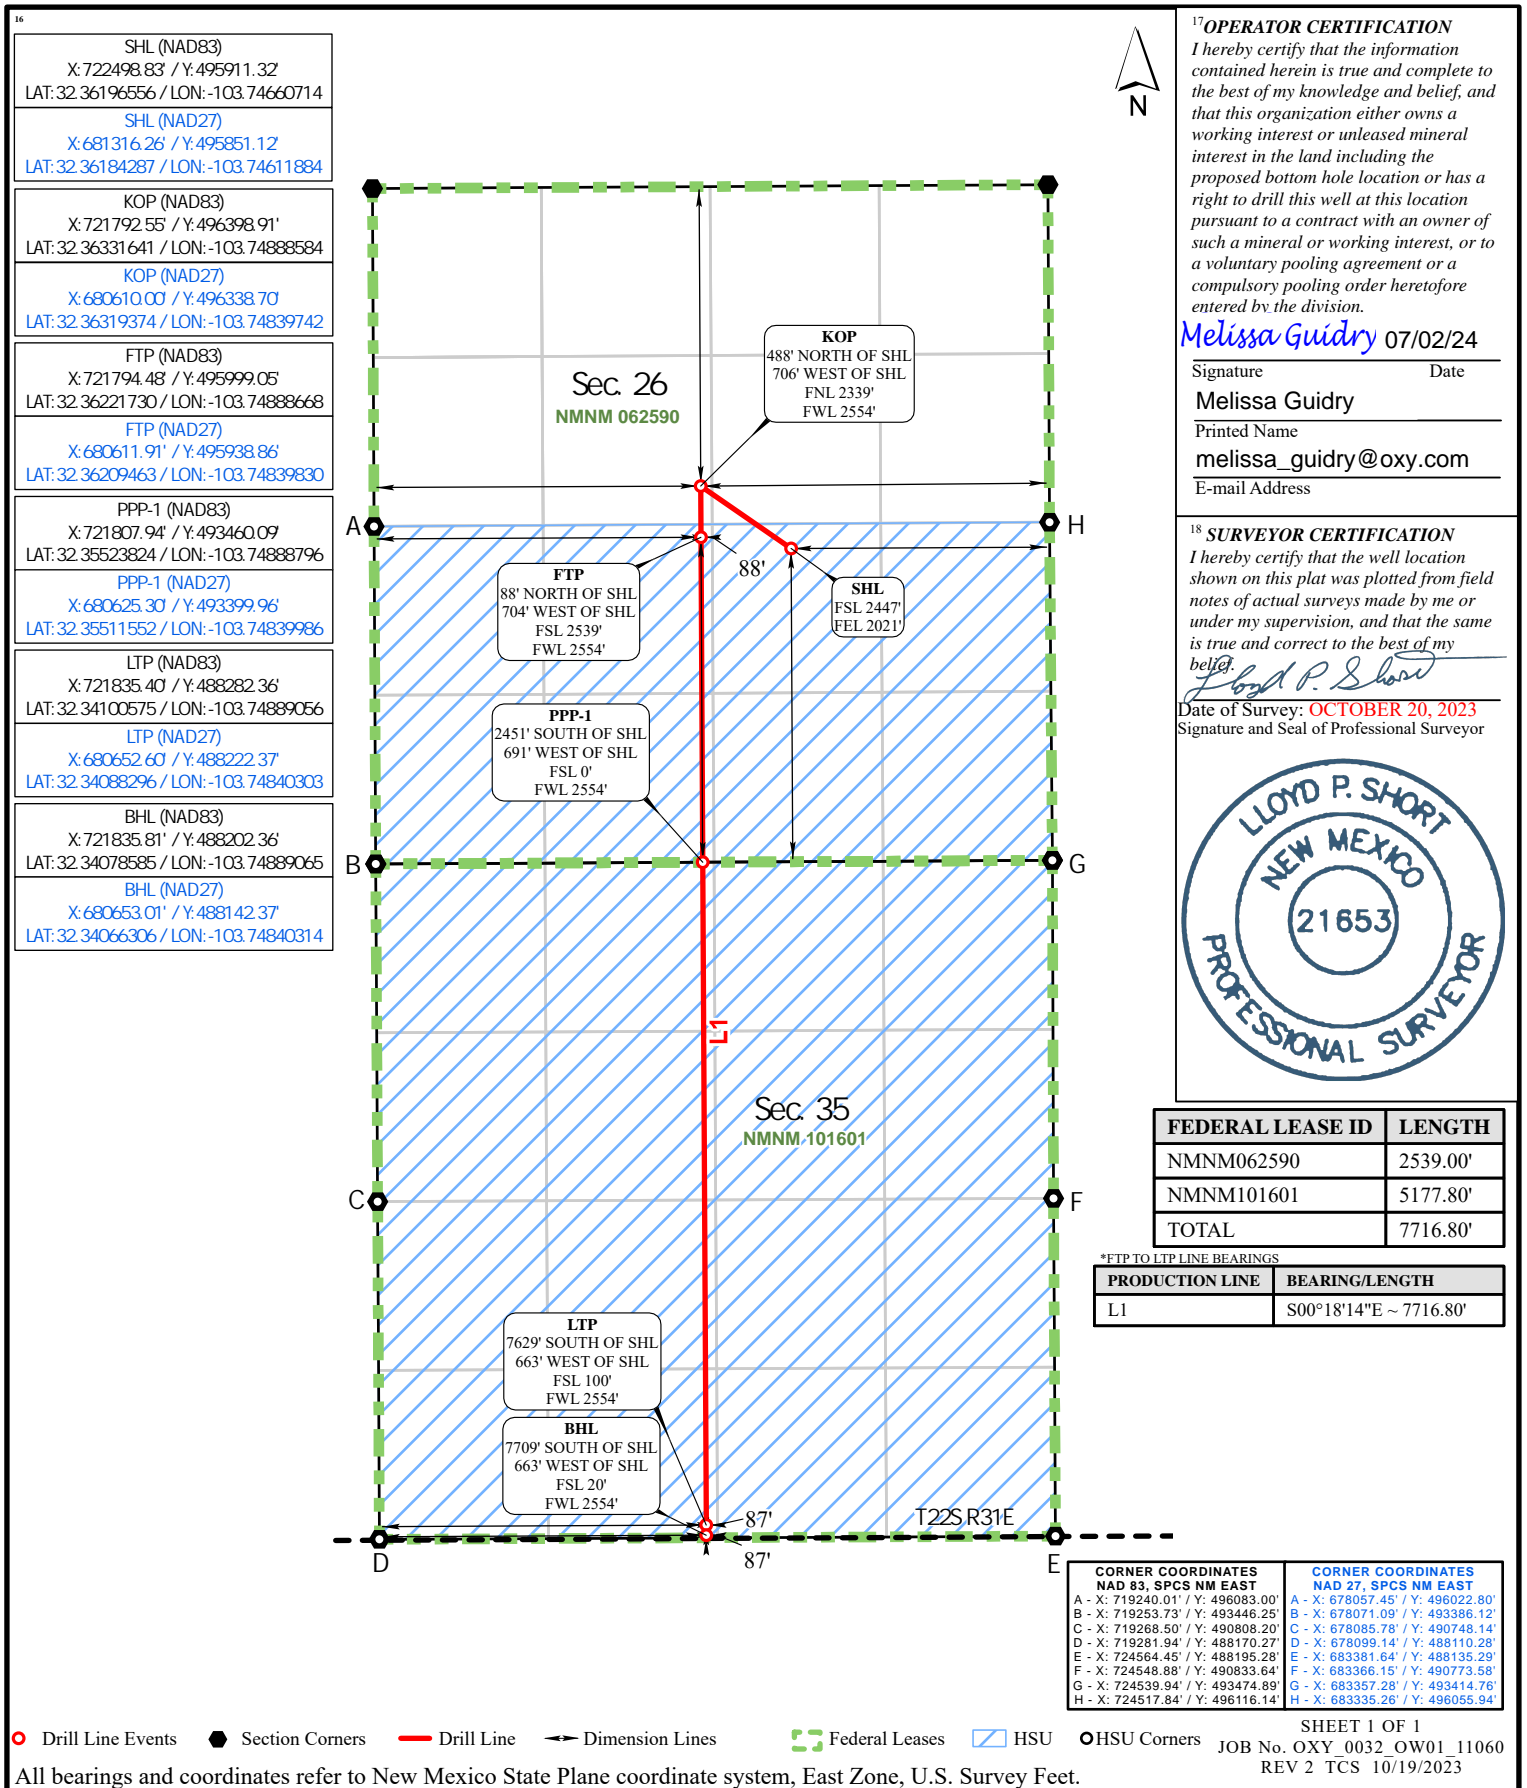 16
SHL (NAD83)
X: 722498.83' / Y: 495911.32'
LAT: 32.36196556 / LON: -103.74660714
SHL (NAD27)
X: 681316.26' / Y: 495851.12'
LAT: 32.36184287 / LON: -103.74611884
KOP (NAD83)
X: 721792.55' / Y: 496398.91'
LAT: 32.36331641 / LON: -103.74888584
KOP (NAD27)
X: 680610.00' / Y: 496338.70'
LAT: 32.36319374 / LON: -103.74839742
FTP (NAD83)
X: 721794.48' / Y: 495999.05'
LAT: 32.36221730 / LON: -103.74888668
FTP (NAD27)
X: 680611.91' / Y: 495938.86'
LAT: 32.36209463 / LON: -103.74839830
PPP-1 (NAD83)
X: 721807.94' / Y: 493460.09'
LAT: 32.35523824 / LON: -103.74888796
PPP-1 (NAD27)
X: 680625.30' / Y: 493399.96'
LAT: 32.35511552 / LON: -103.74839986
LTP (NAD83)
X: 721835.40' / Y: 488282.36'
LAT: 32.34100575 / LON: -103.74889056
LTP (NAD27)
X: 680652.60' / Y: 488222.37'
LAT: 32.34088296 / LON: -103.74840303
BHL (NAD83)
X: 721835.81' / Y: 488202.36'
LAT: 32.34078585 / LON: -103.74889065
BHL (NAD27)
X: 680653.01' / Y: 488142.37'
LAT: 32.34066306 / LON: -103.74840314
N
KOP
488' NORTH OF SHL
706' WEST OF SHL
FNL 2339'
FWL 2554'
Sec. 26
NMNM 062590
A
H
88'
FTP
88' NORTH OF SHL
704' WEST OF SHL
FSL 2539'
FWL 2554'
SHL
FSL 2447'
FEL 2021'
PPP-1
2451' SOUTH OF SHL
691' WEST OF SHL
FSL 0'
FWL 2554'
B
G
L1
Sec. 35
NMNM 101601
C
F
LTP
7629' SOUTH OF SHL
663' WEST OF SHL
FSL 100'
FWL 2554'
BHL
7709' SOUTH OF SHL
663' WEST OF SHL
FSL 20'
FWL 2554'
87'
T22S R31E
87'
D
E
17 OPERATOR CERTIFICATION
I hereby certify that the information
contained herein is true and complete to
the best of my knowledge and belief, and
that this organization either owns a
working interest or unleased mineral
interest in the land including the
proposed bottom hole location or has a
right to drill this well at this location
pursuant to a contract with an owner of
such a mineral or working interest, or to
a voluntary pooling agreement or a
compulsory pooling order heretofore
entered by the division.
Melissa Guidry 07/02/24
Signature Date
Melissa Guidry
Printed Name
melissa_guidry@oxy.com
E-mail Address
18 SURVEYOR CERTIFICATION
I hereby certify that the well location
shown on this plat was plotted from field
notes of actual surveys made by me or
under my supervision, and that the same
is true and correct to the best of my
belief.
Lloyd P. Short
Date of Survey: OCTOBER 20, 2023
Signature and Seal of Professional Surveyor
LLOYD P. SHORT
NEW MEXICO
21653
PROFESSIONAL SURVEYOR
FEDERAL LEASE ID LENGTH
NMNM062590 2539.00'
NMNM101601 5177.80'
TOTAL 7716.80'
*FTP TO LTP LINE BEARINGS
PRODUCTION LINE BEARING/LENGTH
L1 S00°18'14"E ~ 7716.80'
CORNER COORDINATES
NAD 83, SPCS NM EAST
A - X: 719240.01' / Y: 496083.00'
B - X: 719253.73' / Y: 493446.25'
C - X: 719268.50' / Y: 490808.20'
D - X: 719281.94' / Y: 488170.27'
E - X: 724564.45' / Y: 488195.28'
F - X: 724548.88' / Y: 490833.64'
G - X: 724539.94' / Y: 493474.89'
H - X: 724517.84' / Y: 496116.14'
CORNER COORDINATES
NAD 27, SPCS NM EAST
A - X: 678057.45' / Y: 496022.80'
B - X: 678071.09' / Y: 493386.12'
C - X: 678085.78' / Y: 490748.14'
D - X: 678099.14' / Y: 488110.28'
E - X: 683381.64' / Y: 488135.29'
F - X: 683366.15' / Y: 490773.58'
G - X: 683357.28' / Y: 493414.76'
H - X: 683335.26' / Y: 496055.94'
Drill Line Events Section Corners Drill Line Dimension Lines Federal Leases HSU HSU Corners
SHEET 1 OF 1
JOB No. OXY_0032_OW01_11060
REV 2 TCS 10/19/2023
All bearings and coordinates refer to New Mexico State Plane coordinate system, East Zone, U.S. Survey Feet.